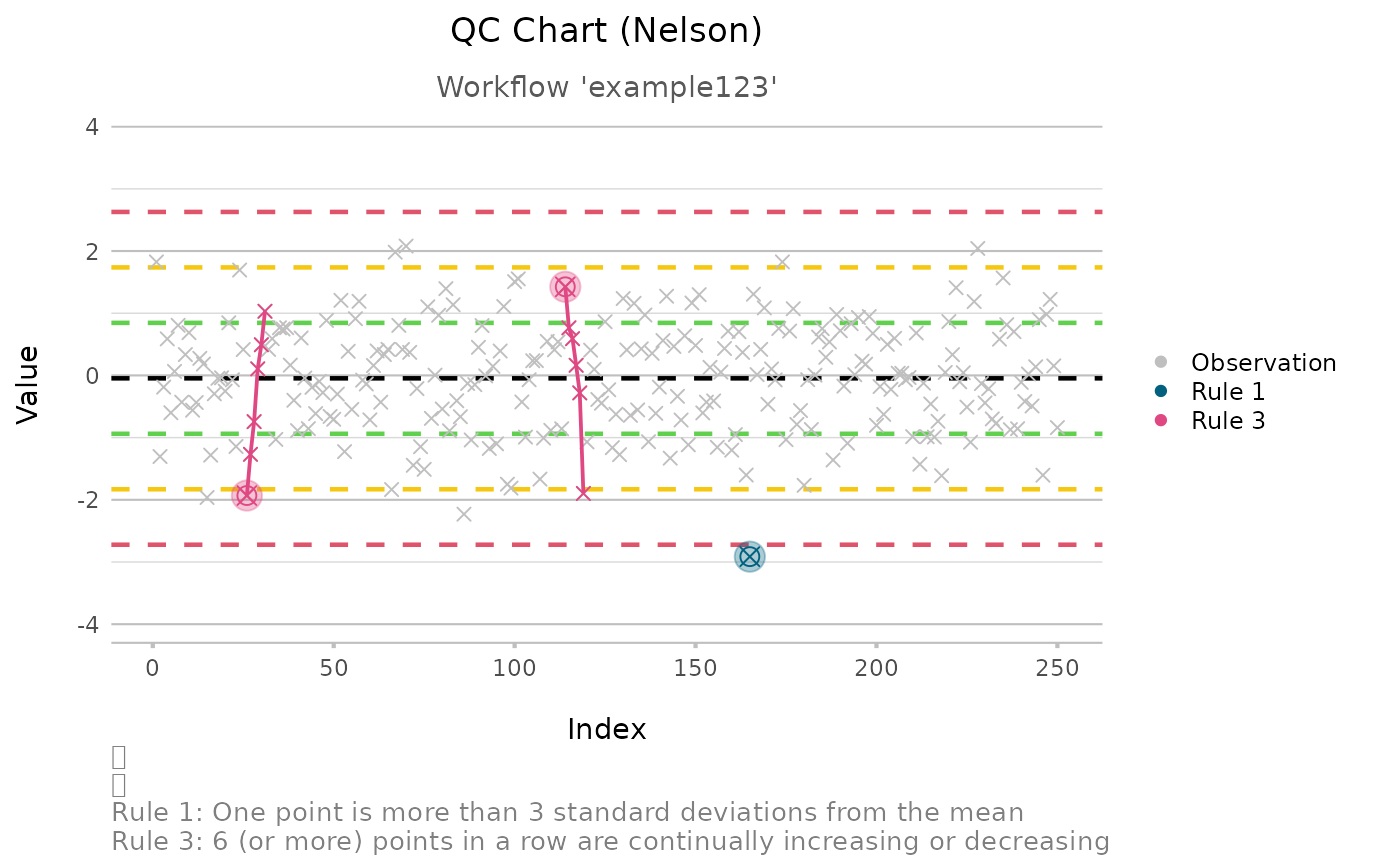 QC Chart (Nelson)
Workflow 'example123'
4
2
0
-2
-4
Value
0 50 100 150 200 250
Index
Observation
Rule 1
Rule 3
Rule 1: One point is more than 3 standard deviations from the mean
Rule 3: 6 (or more) points in a row are continually increasing or decreasing